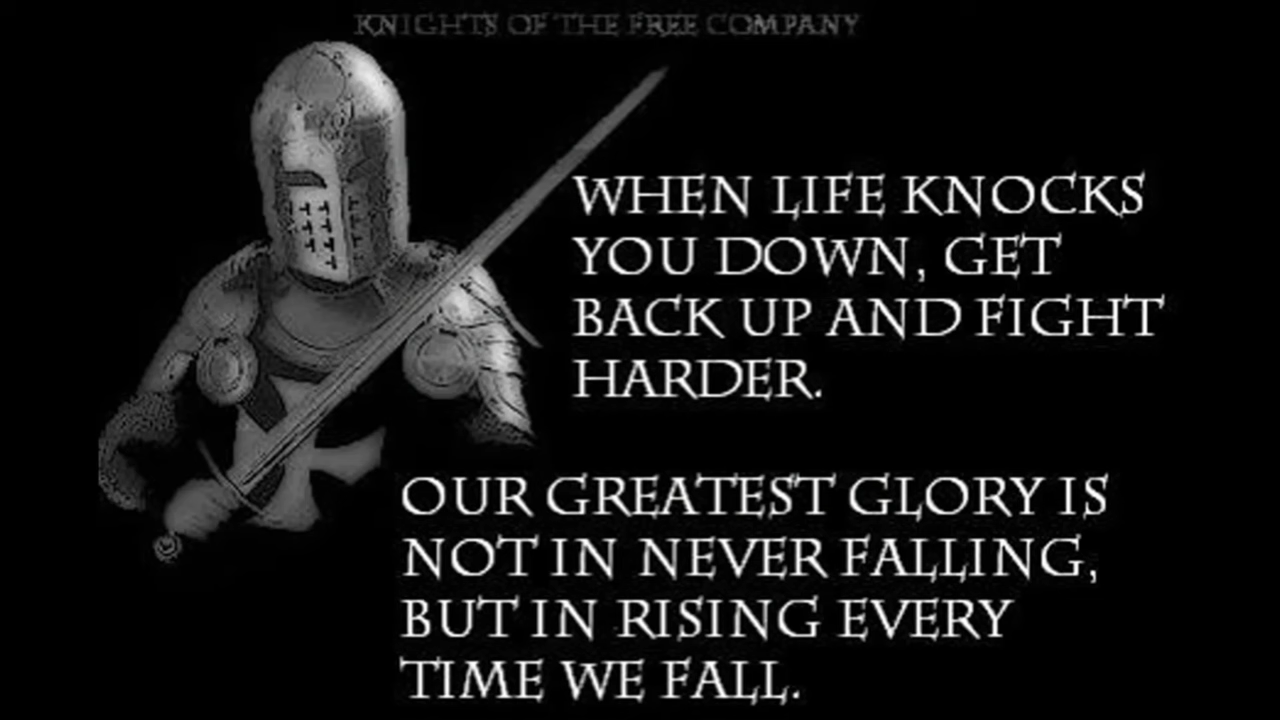 KNIGHTS OF THE FREE COMPANY
WHEN LIFE KNOCKS
YOU DOWN, GET
BACK UP AND FIGHT
HARDER.
OUR GREATEST GLORY IS
NOT IN NEVER FALLING,
BUT IN RISING EVERY
TIME WE FALL.